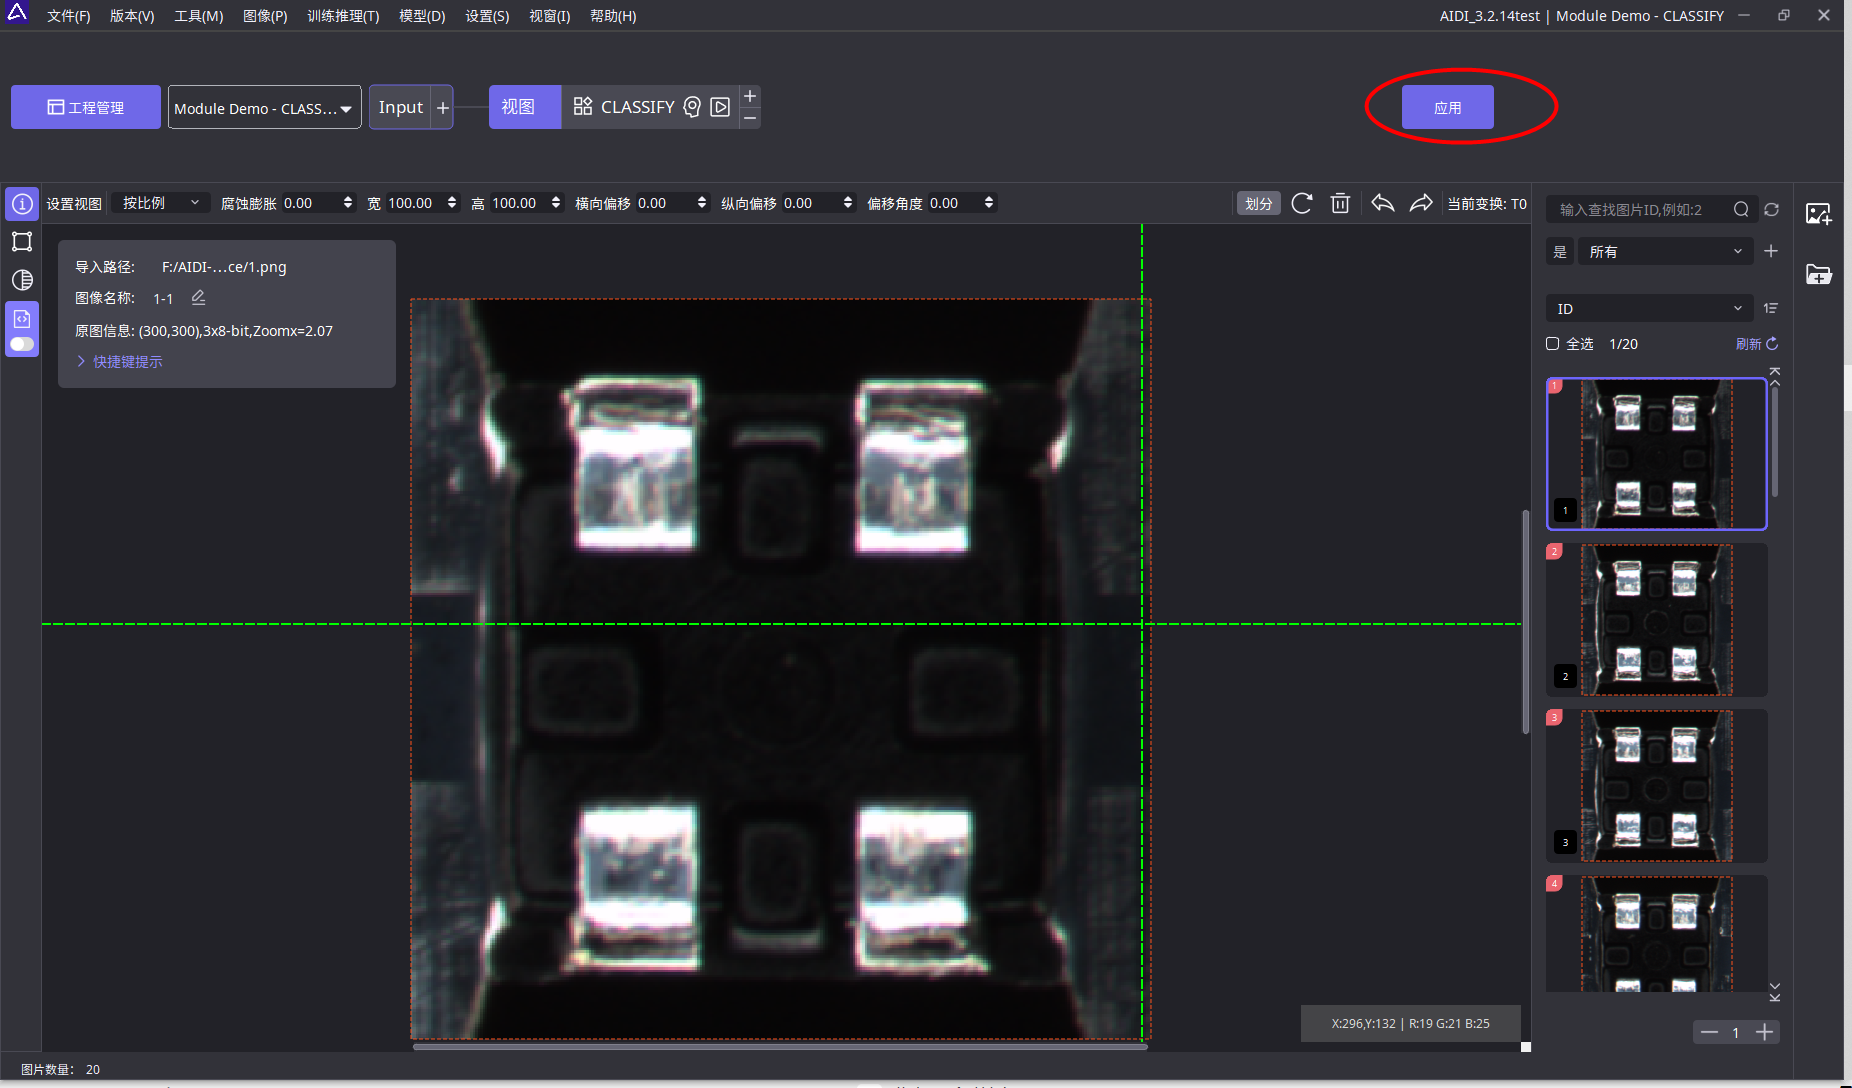 文件(F) 版本(V) 工具(M) 图像(P) 训练推理(T) 模型(D) 设置(S) 视窗(I) 帮助(H) AIDI_3.2.14test | Module Demo - CLASSIFY
工程管理 Module Demo - CLASS... Input + 视图 CLASSIFY 应用
设置视图 按比例 腐蚀膨胀 0.00 宽 100.00 高 100.00 横向偏移 0.00 纵向偏移 0.00 偏移角度 0.00 划分 当前变换: T0
导入路径: F:/AIDI-...ce/1.png
图像名称: 1-1
原图信息: (300,300),3x8-bit,Zoomx=2.07
快捷键提示
X:296,Y:132 | R:19 G:21 B:25
输入查找图片ID,例如:2
是 所有
ID
全选 1/20 刷新
1
1
2
2
3
3
4
1
图片数量: 20